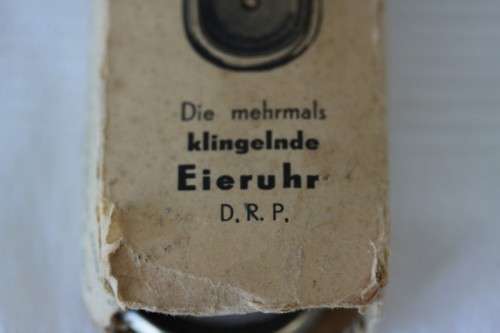 Die mehrmals
klingelnde
Eieruhr
D. R. P.